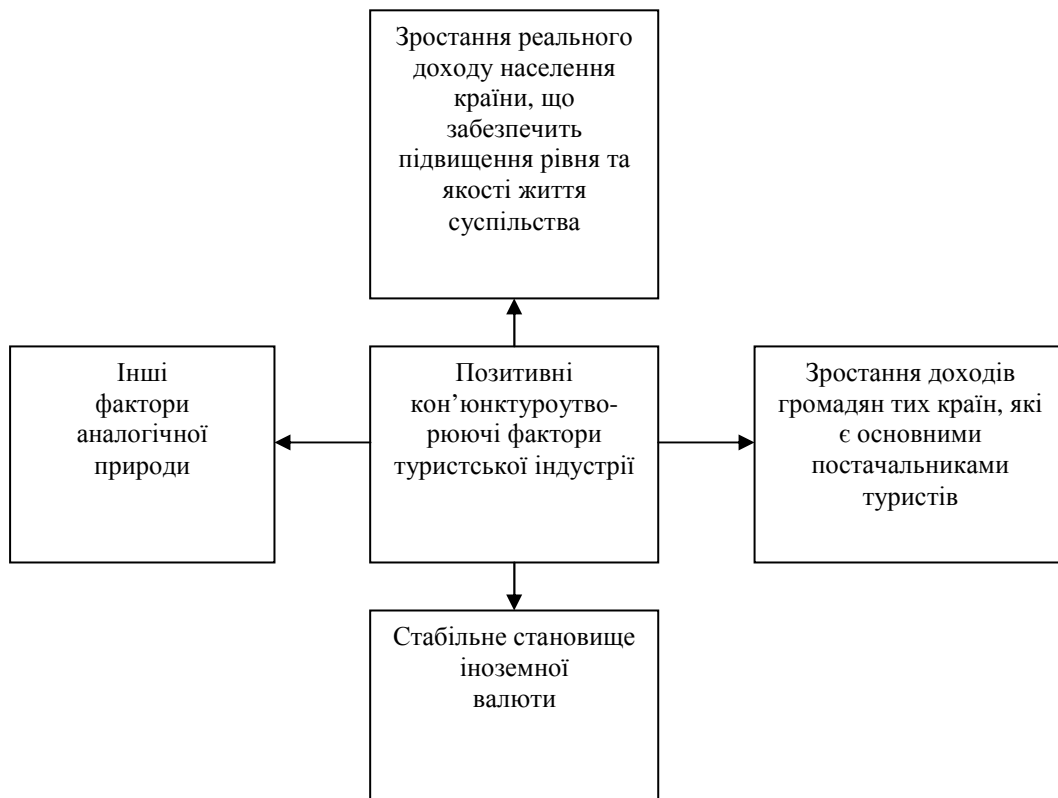 Зростання реального
доходу населення
країни, що
забезпечить
підвищення рівня та
якості життя
суспільства
Інші
фактори
аналогічної
природи
Позитивні
кон’юнктуроутво-
рюючі фактори
туристської індустрії
Зростання доходів
громадян тих країн, які
є основними
постачальниками
туристів
Стабільне становище
іноземної
валюти